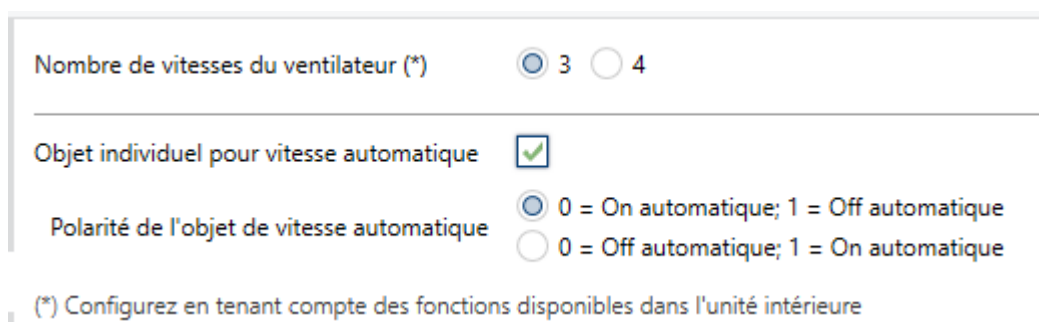 Nombre de vitesses du ventilateur (*) 3 4
Objet individuel pour vitesse automatique
0 = On automatique; 1 = Off automatique
Polarité de l'objet de vitesse automatique
0 = Off automatique; 1 = On automatique
(*) Configurez en tenant compte des fonctions disponibles dans l'unité intérieure